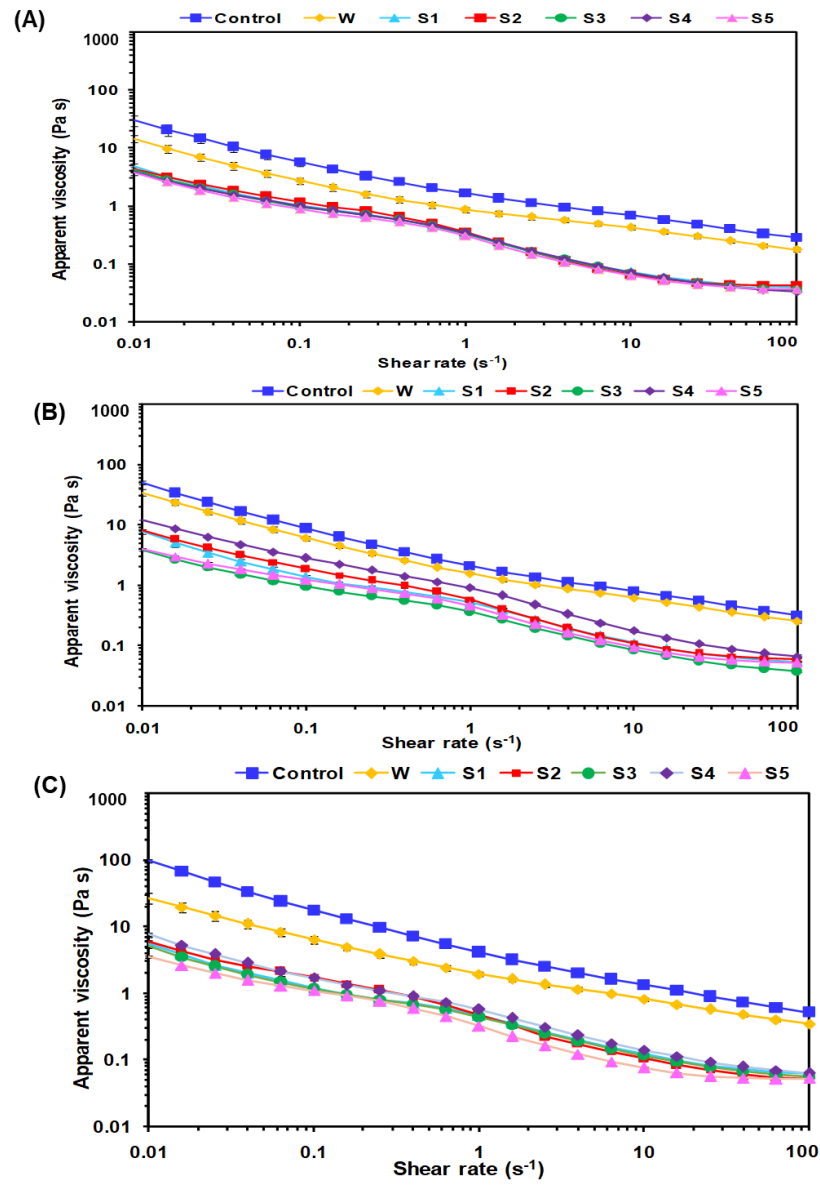 (A)
Control W S1 S2 S3 S4 S5
Apparent viscosity (Pa s)
1000
100
10
1
0.1
0.01
0.01 0.1 1 10 100
Shear rate (s⁻¹)
(B)
Control W S1 S2 S3 S4 S5
Apparent viscosity (Pa s)
1000
100
10
1
0.1
0.01
0.01 0.1 1 10 100
Shear rate (s⁻¹)
(C)
Control W S1 S2 S3 S4 S5
Apparent viscosity (Pa s)
1000
100
10
1
0.1
0.01
0.01 0.1 1 10 100
Shear rate (s⁻¹)